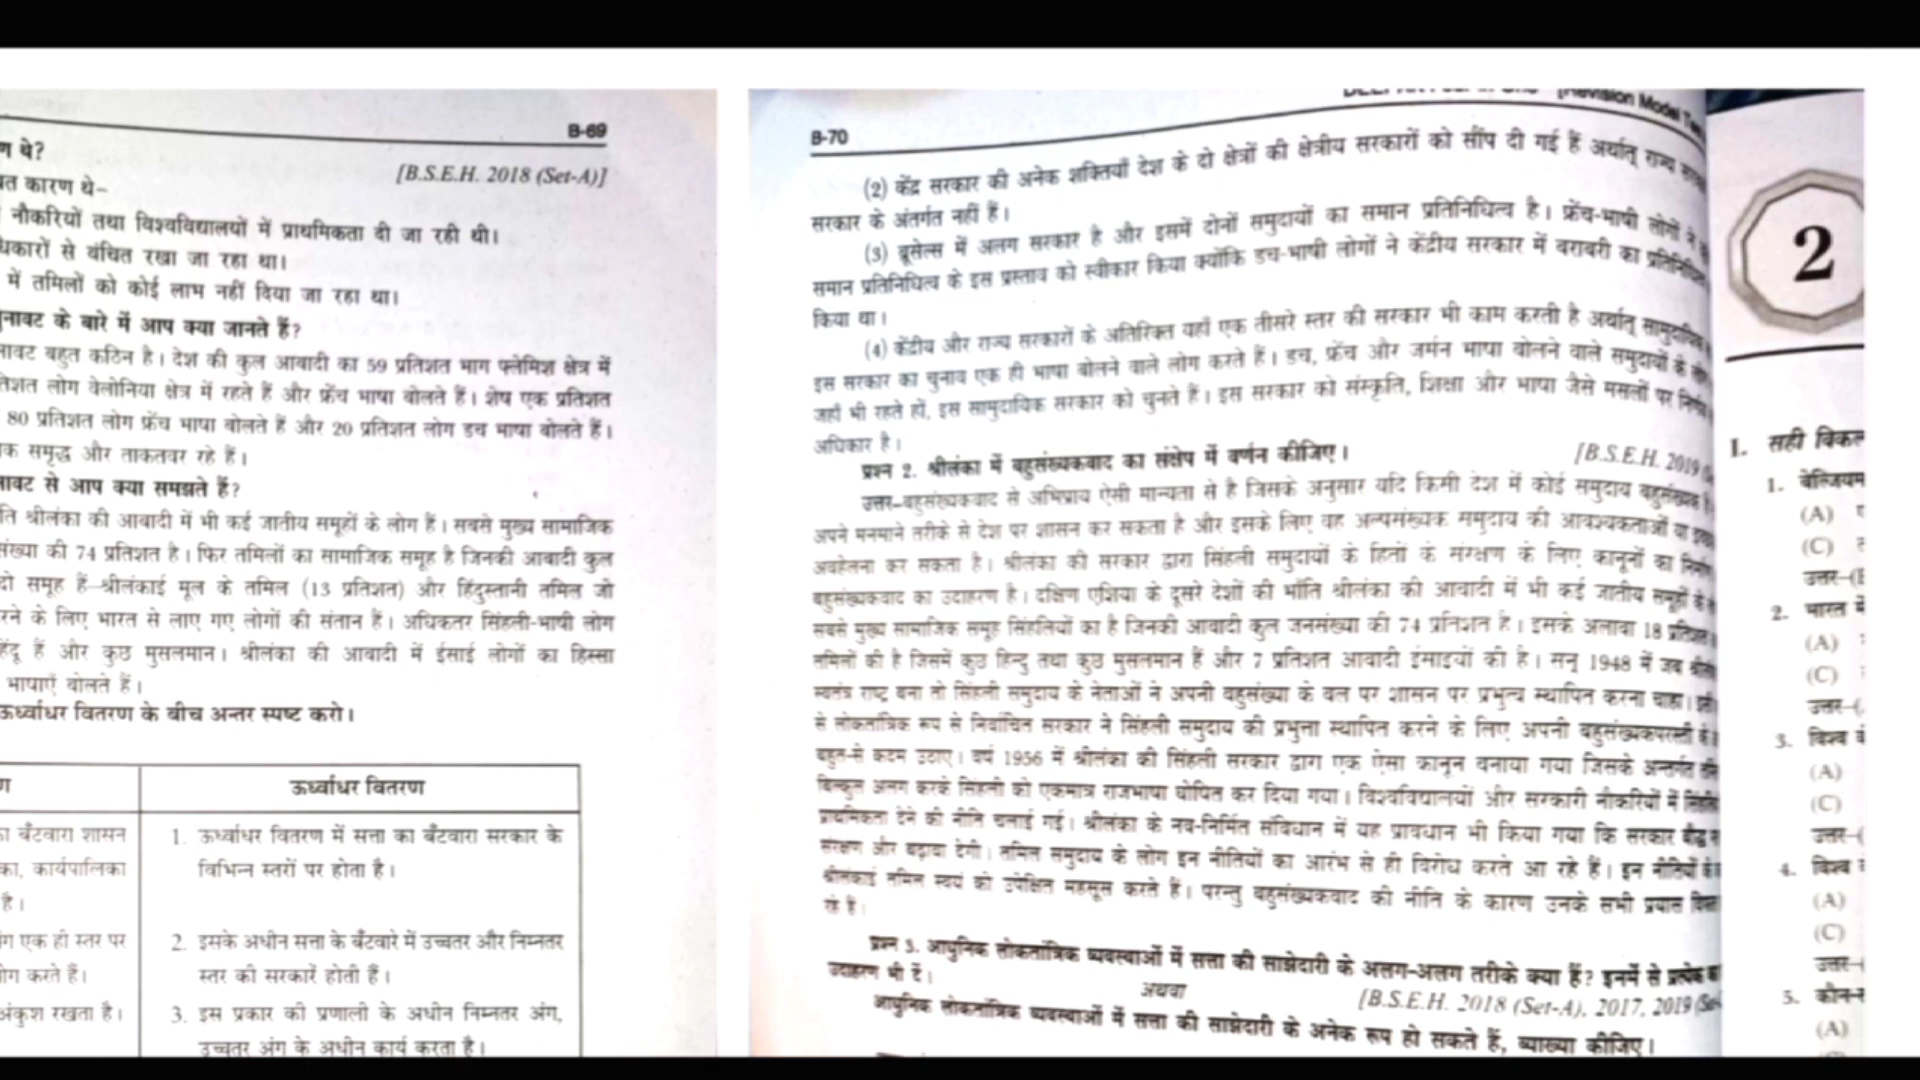 B-69
ण थे?
[B.S.E.H. 2018 (Set-A)]
कारण थे–
नौकरियों तथा विश्वविद्यालयों में प्राथमिकता दी जा रही थी।
धिकारों से वंचित रखा जा रहा था।
में तमिलों को कोई लाभ नहीं दिया जा रहा था।
नावट के बारे में आप क्या जानते हैं?
नावट बहुत कठिन है। देश की कुल आबादी का 59 प्रतिशत भाग फ्लेमिश क्षेत्र में
तिशत लोग वेलोनिया क्षेत्र में रहते हैं और फ्रेंच भाषा बोलते हैं। शेष एक प्रतिशत
80 प्रतिशत लोग फ्रेंच भाषा बोलते हैं और 20 प्रतिशत लोग डच भाषा बोलते हैं।
क समृद्ध और ताकतवर रहे हैं।
नावट से आप क्या समझते हैं?
ति श्रीलंका की आबादी में भी कई जातीय समूहों के लोग हैं। सबसे मुख्य सामाजिक
संख्या की 74 प्रतिशत है। फिर तमिलों का सामाजिक समूह है जिनकी आबादी कुल
दो समूह हैं–श्रीलंकाई मूल के तमिल (13 प्रतिशत) और हिंदुस्तानी तमिल जो
रने के लिए भारत से लाए गए लोगों की संतान हैं। अधिकतर सिंहली-भाषी लोग
हिंदू हैं और कुछ मुसलमान। श्रीलंका की आबादी में ईसाई लोगों का हिस्सा
भाषाएँ बोलते हैं।
ऊर्ध्वाधर वितरण के बीच अन्तर स्पष्ट करो।
ण
ऊर्ध्वाधर वितरण
बँटवारा शासन
का, कार्यपालिका
है।
1. ऊर्ध्वाधर वितरण में सत्ता का बँटवारा सरकार के
विभिन्न स्तरों पर होता है।
एक ही स्तर पर
करते हैं।
2. इसके अधीन सत्ता के बँटवारे में उच्चतर और निम्नतर
स्तर की सरकारें होती हैं।
अंकुश रखता है।
3. इस प्रकार की प्रणाली के अधीन निम्नतर अंग,
उच्चतर अंग के अधीन कार्य करता है।
B-70
(2) केंद्र सरकार की अनेक शक्तियाँ देश के दो क्षेत्रों की क्षेत्रीय सरकारों को सौंप दी गई हैं अर्थात् राज्य
सरकार के अंतर्गत नहीं हैं।
(3) ब्रूसेल्स में अलग सरकार है और इसमें दोनों समुदायों का समान प्रतिनिधित्व है। फ्रेंच-भाषी लोगों ने
समान प्रतिनिधित्व के इस प्रस्ताव को स्वीकार किया क्योंकि डच-भाषी लोगों ने केंद्रीय सरकार में बराबरी का
किया था।
(4) केंद्रीय और राज्य सरकारों के अतिरिक्त यहाँ एक तीसरे स्तर की सरकार भी काम करती है अर्थात् सामुदायिक
इस सरकार का चुनाव एक ही भाषा बोलने वाले लोग करते हैं। डच, फ्रेंच और जर्मन भाषा बोलने वाले समुदायों के
जहाँ भी रहते हों, इस सामुदायिक सरकार को चुनते हैं। इस सरकार को संस्कृति, शिक्षा और भाषा जैसे मसलों पर
अधिकार है।
प्रश्न 2. श्रीलंका में बहुसंख्यकवाद का संक्षेप में वर्णन कीजिए।
[B.S.E.H. 2019
उत्तर–बहुसंख्यकवाद से अभिप्राय ऐसी मान्यता से है जिसके अनुसार यदि किसी देश में कोई समुदाय बहुसंख्यक है
अपने मनमाने तरीके से देश पर शासन कर सकता है और इसके लिए वह अल्पसंख्यक समुदाय की आवश्यकताओं या
अवहेलना कर सकता है। श्रीलंका की सरकार द्वारा सिंहली समुदायों के हितों के संरक्षण के लिए कानूनों का
बहुसंख्यकवाद का उदाहरण है। दक्षिण एशिया के दूसरे देशों की भाँति श्रीलंका की आबादी में भी कई जातीय समूहों के
सबसे मुख्य सामाजिक समूह सिंहलियों का है जिनकी आबादी कुल जनसंख्या की 74 प्रतिशत है। इसके अलावा 18 प्रतिशत
तमिलों की है जिसमें कुछ हिन्दु तथा कुछ मुसलमान हैं और 7 प्रतिशत आबादी ईसाइयों की है। सन् 1948 में जब
स्वतंत्र राष्ट्र बना तो सिंहली समुदाय के नेताओं ने अपनी बहुसंख्या के बल पर शासन पर प्रभुत्व स्थापित करना चाहा।
से लोकतांत्रिक रूप से निर्वाचित सरकार ने सिंहली समुदाय की प्रभुत्ता स्थापित करने के लिए अपनी बहुसंख्यकपरस्ती
बहुत-से कदम उठाए। वर्ष 1956 में श्रीलंका की सिंहली सरकार द्वारा एक ऐसा कानून बनाया गया जिसके अन्तर्गत
बिल्कुल अलग करके सिंहली को एकमात्र राजभाषा घोषित कर दिया गया। विश्वविद्यालयों और सरकारी नौकरियों में
प्राथमिकता देने की नीति चलाई गई। श्रीलंका के नव-निर्मित संविधान में यह प्रावधान भी किया गया कि सरकार बौद्ध
संरक्षण और बढ़ावा देगी। तमिल समुदाय के लोग इन नीतियों का आरंभ से ही विरोध करते आ रहे हैं। इन नीतियों
श्रीलंकाई तमिल स्वयं को उपेक्षित महसूस करते हैं। परन्तु बहुसंख्यकवाद की नीति के कारण उनके सभी प्रयास
रहे हैं।
प्रश्न 3. आधुनिक लोकतांत्रिक व्यवस्थाओं में सत्ता की साझेदारी के अलग-अलग तरीके क्या हैं? इनमें से प्रत्येक का
उदाहरण भी दें।
अथवा
[B.S.E.H. 2018 (Set-A), 2017, 2019
आधुनिक लोकतांत्रिक व्यवस्थाओं में सत्ता की साझेदारी के अनेक रूप हो सकते हैं, व्याख्या कीजिए।
2
I. सही विकल
1. बेल्जियम
(A)
(C)
उत्तर–(
2. भारत में
(A)
(C)
उत्तर–(
3. विश्व
(A)
(C)
उत्तर–(
4. विश्व
(A)
(C)
उत्तर–(
5. कौन-
(A)